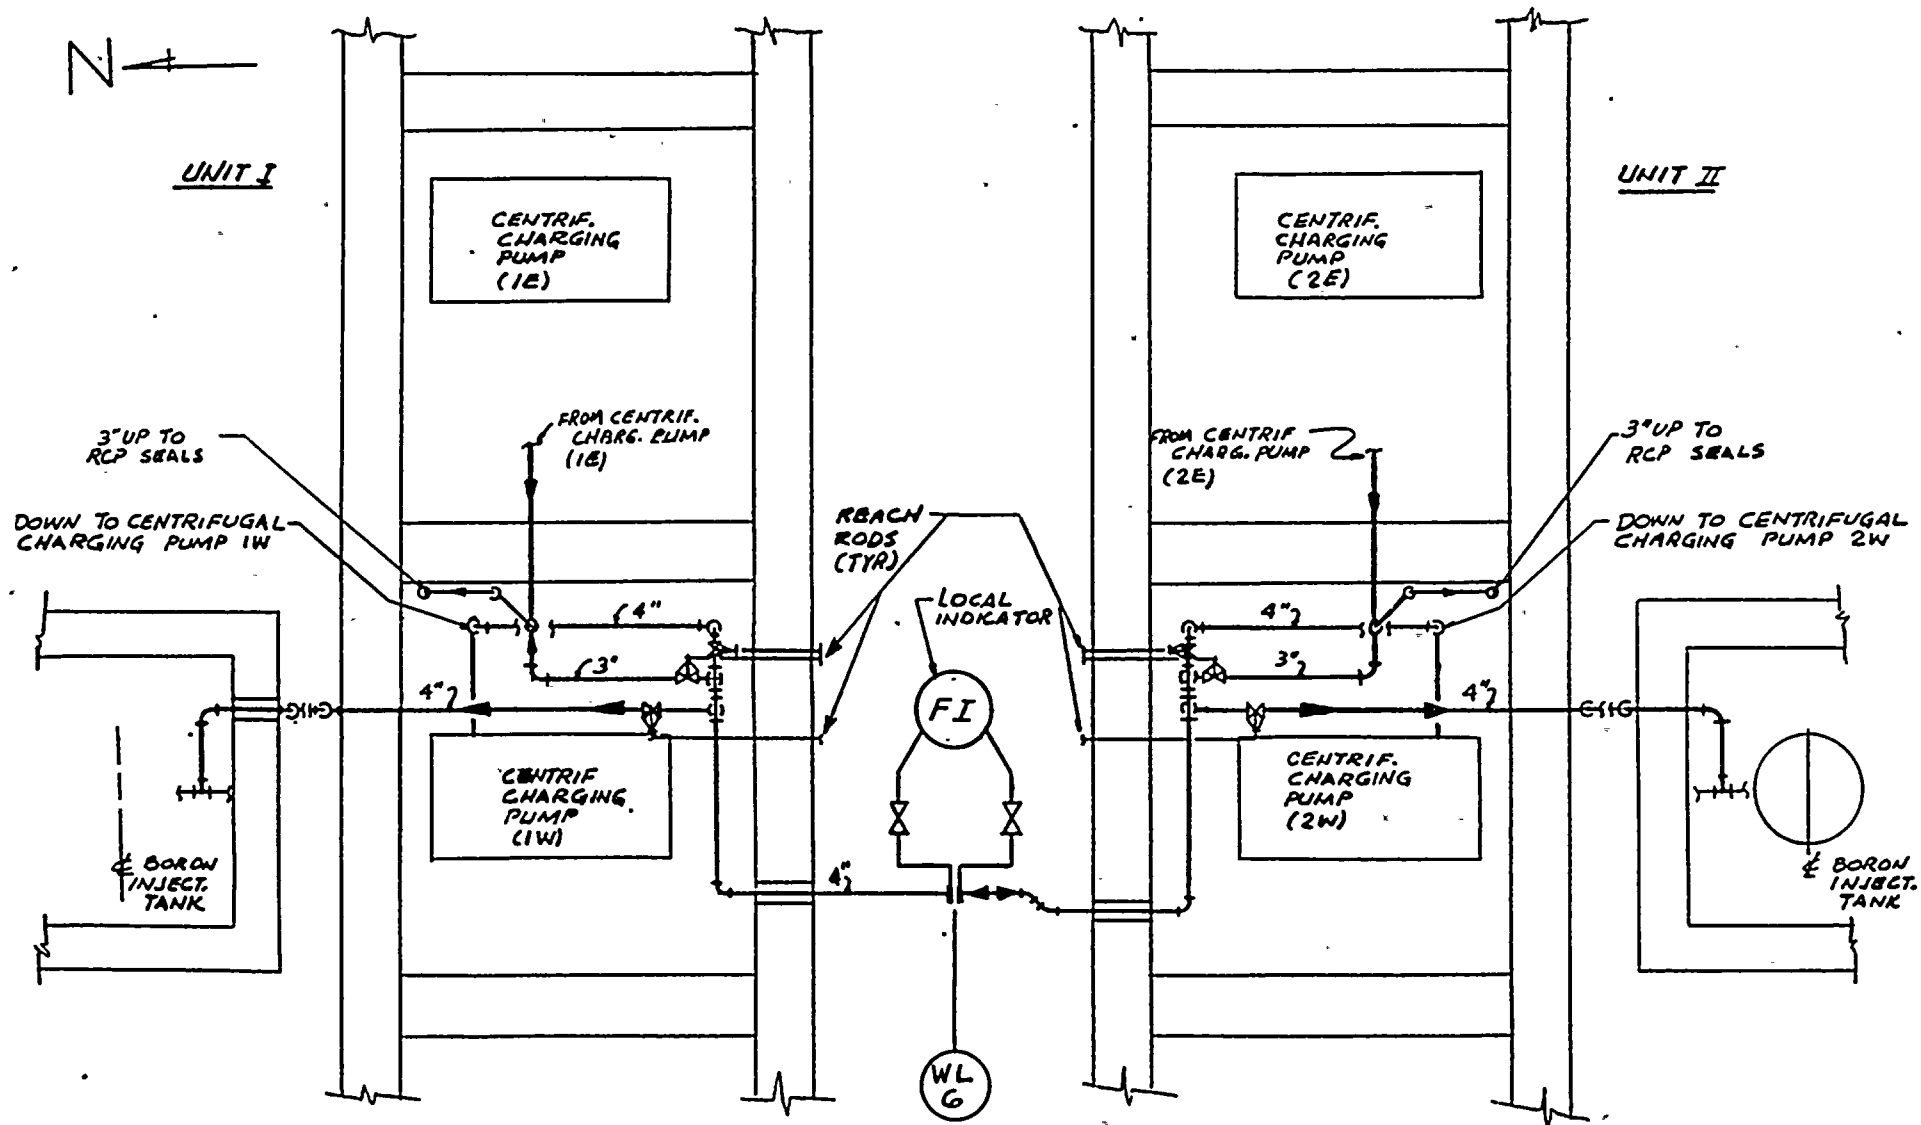 N
UNIT I
UNIT II
CENTRIF.
CHARGING
PUMP
(1E)
CENTRIF.
CHARGING
PUMP
(2E)
3" UP TO
RCP SEALS
FROM CENTRIF.
CHARG. PUMP
(1E)
FROM CENTRIF
CHARG. PUMP
(2E)
3" UP TO
RCP SEALS
DOWN TO CENTRIFUGAL
CHARGING PUMP 1W
REACH
RODS
(TYP)
DOWN TO CENTRIFUGAL
CHARGING PUMP 2W
4"
LOCAL
INDICATOR
4"
3"
3"
4"
4"
FI
CENTRIF
CHARGING
PUMP
(1W)
CENTRIF.
CHARGING
PUMP
(2W)
℄ BORON
INJECT.
TANK
4"
℄ BORON
INJECT.
TANK
WL
6